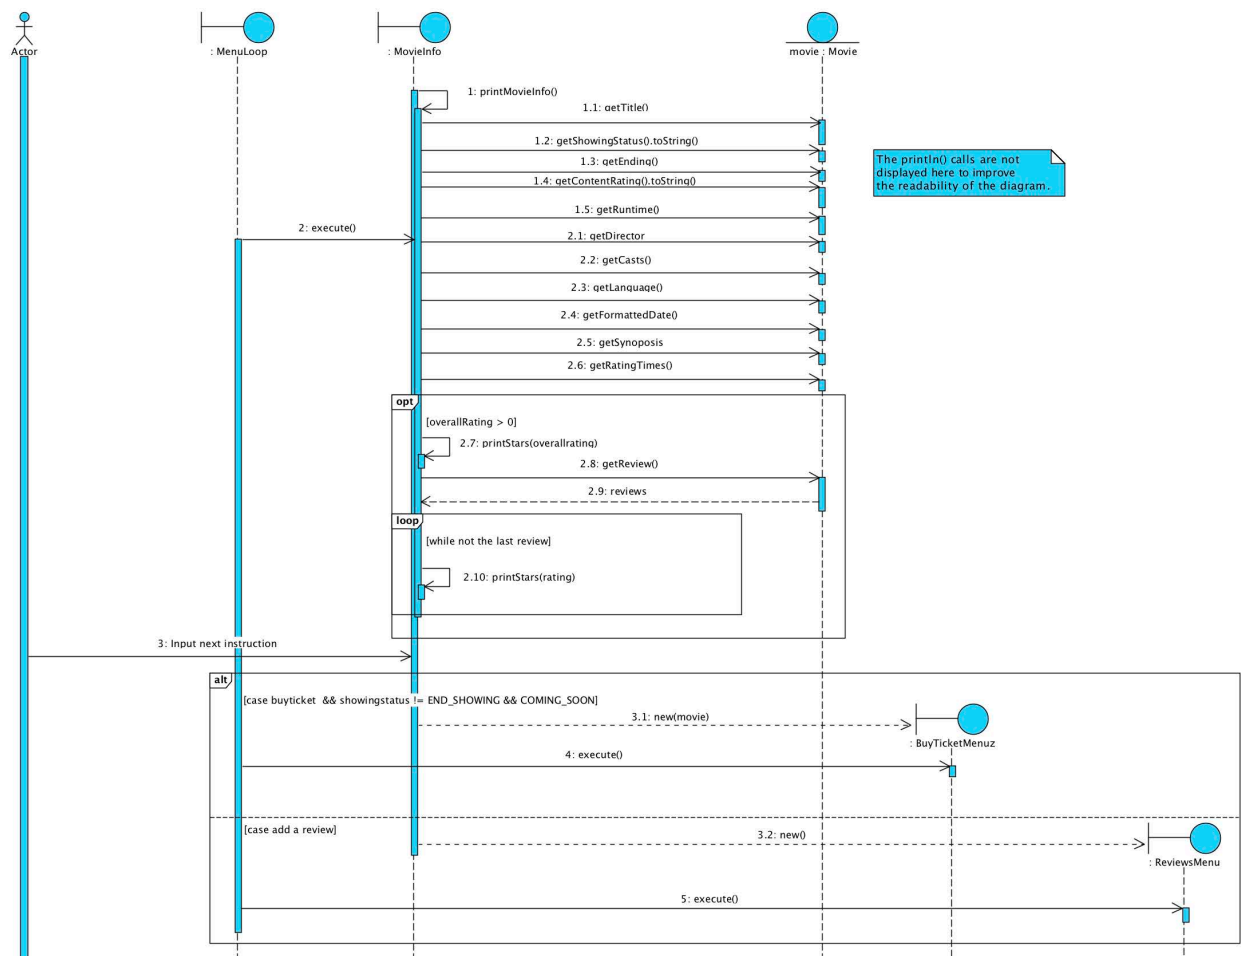 Actor
: MenuLoop
: MovieInfo
movie : Movie
1: printMovieInfo()
1.1: getTitle()
1.2: getShowingStatus().toString()
1.3: getEnding()
1.4: getContentRating().toString()
The println() calls are not
displayed here to improve
the readability of the diagram.
1.5: getRuntime()
2: execute()
2.1: getDirector
2.2: getCasts()
2.3: getLanguage()
2.4: getFormattedDate()
2.5: getSynoposis
2.6: getRatingTimes()
opt
[overallRating > 0]
2.7: printStars(overallrating)
2.8: getReview()
2.9: reviews
loop
[while not the last review]
2.10: printStars(rating)
3: Input next instruction
alt
[case buyticket && showingstatus != END_SHOWING && COMING_SOON]
3.1: new(movie)
: BuyTicketMenuz
4: execute()
[case add a review]
3.2: new()
: ReviewsMenu
5: execute()